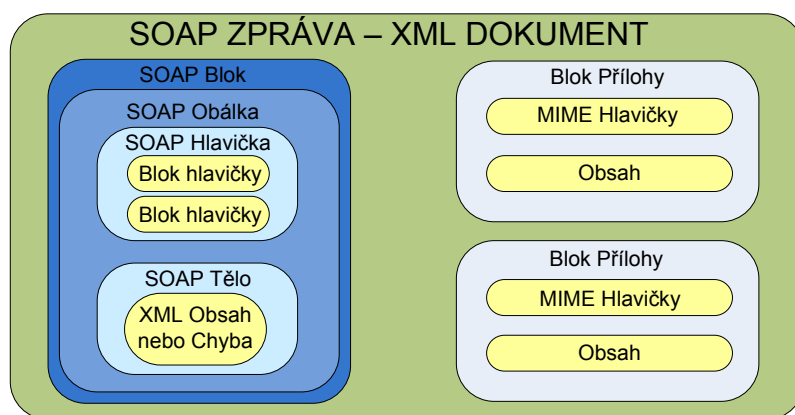 SOAP ZPRÁVA – XML DOKUMENT
SOAP Blok
SOAP Obálka
SOAP Hlavička
Blok hlavičky
Blok hlavičky
SOAP Tělo
XML Obsah
nebo Chyba
Blok Přílohy
MIME Hlavičky
Obsah
Blok Přílohy
MIME Hlavičky
Obsah